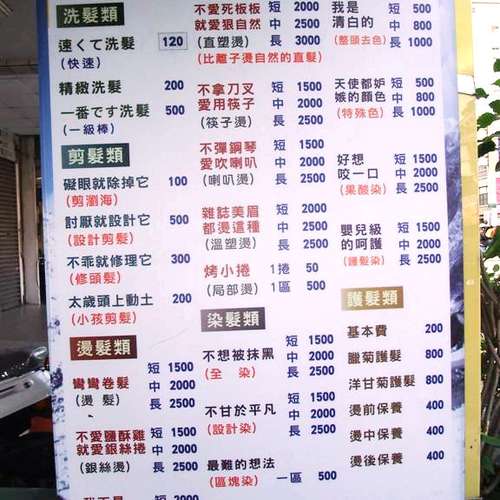 洗髮類
速くて洗髮 120
(快速)
精緻洗髮 200
一番です洗髮 500
(一級棒)
剪髮類
礙眼就除掉它 100
(剪瀏海)
討厭就設計它 500
(設計剪髮)
不乖就修理它 300
(修頭髮)
太歲頭上動土 200
(小孩剪髮)
燙髮類
短 1500
彎彎卷髮 中 2000
(燙髮) 長 2500
不愛鹽酥雞 短 1500
就愛銀絲捲 中 2000
(銀絲燙) 長 2500
我不是 短 2000
不愛死板板 短 2000
就愛狠自然 中 2500
(直塑燙) 長 3000
(比離子燙自然的直髮)
不拿刀叉 短 1500
愛用筷子 中 2000
(筷子燙) 長 2500
不彈鋼琴 短 1500
愛吹喇叭 中 2000
(喇叭燙) 長 2500
雜誌美眉 短 2000
都燙這種 中 2500
(溫塑燙) 長 2500
烤小捲 1捲 50
(局部燙) 1區 500
染髮類
短 1500
不想被抹黑 中 2000
(全 染) 長 2500
短 1500
不甘於平凡 中 2000
(設計染) 長 2500
最難的想法 一區 500
(區塊染)
我是 短 500
清白的 中 800
(整頭去色) 長 1000
天使都妒 短 500
嫉的顏色 中 800
(特殊色) 長 1000
好想 短 1500
咬一口 中 2000
(果酸染) 長 2500
嬰兒級 短 1500
的呵護 中 2000
(護髮染) 長 2500
護髮類
基本費 200
臘菊護髮 800
洋甘菊護髮 800
燙前保養 400
燙中保養 400
燙後保養 400